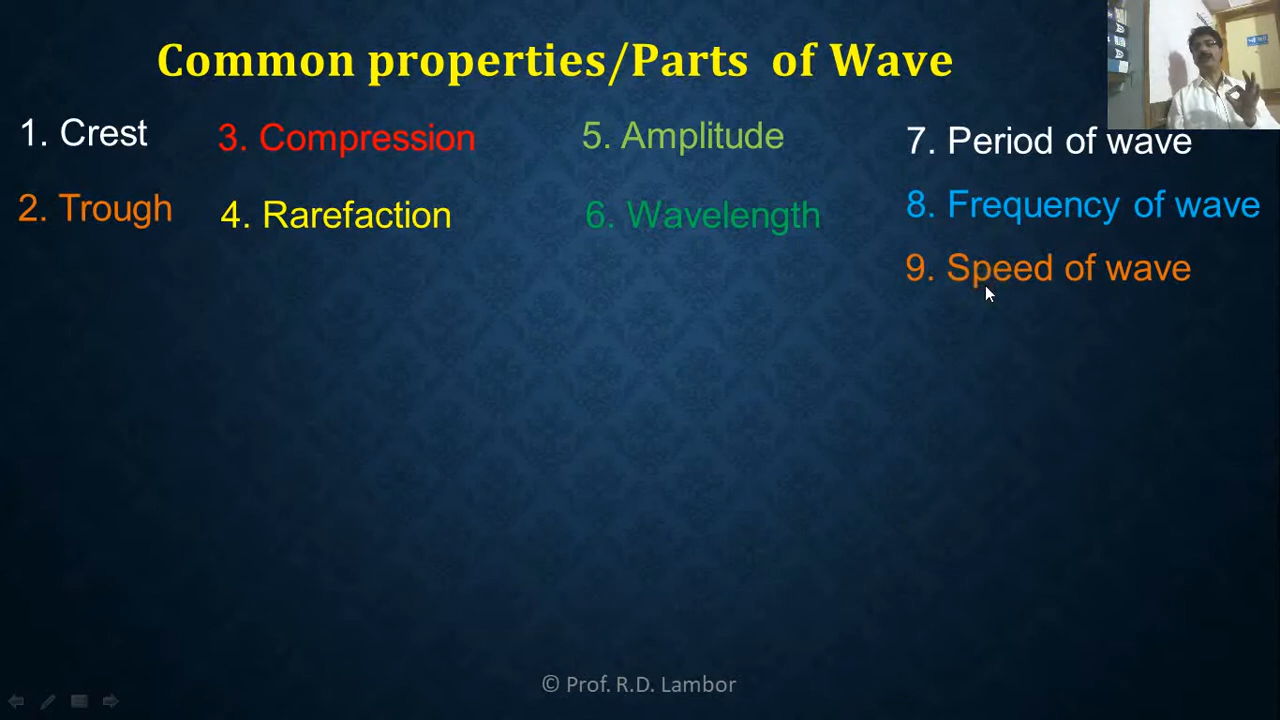 Common properties/Parts of Wave
1. Crest
2. Trough
3. Compression
4. Rarefaction
5. Amplitude
6. Wavelength
7. Period of wave
8. Frequency of wave
9. Speed of wave
© Prof. R.D. Lambor